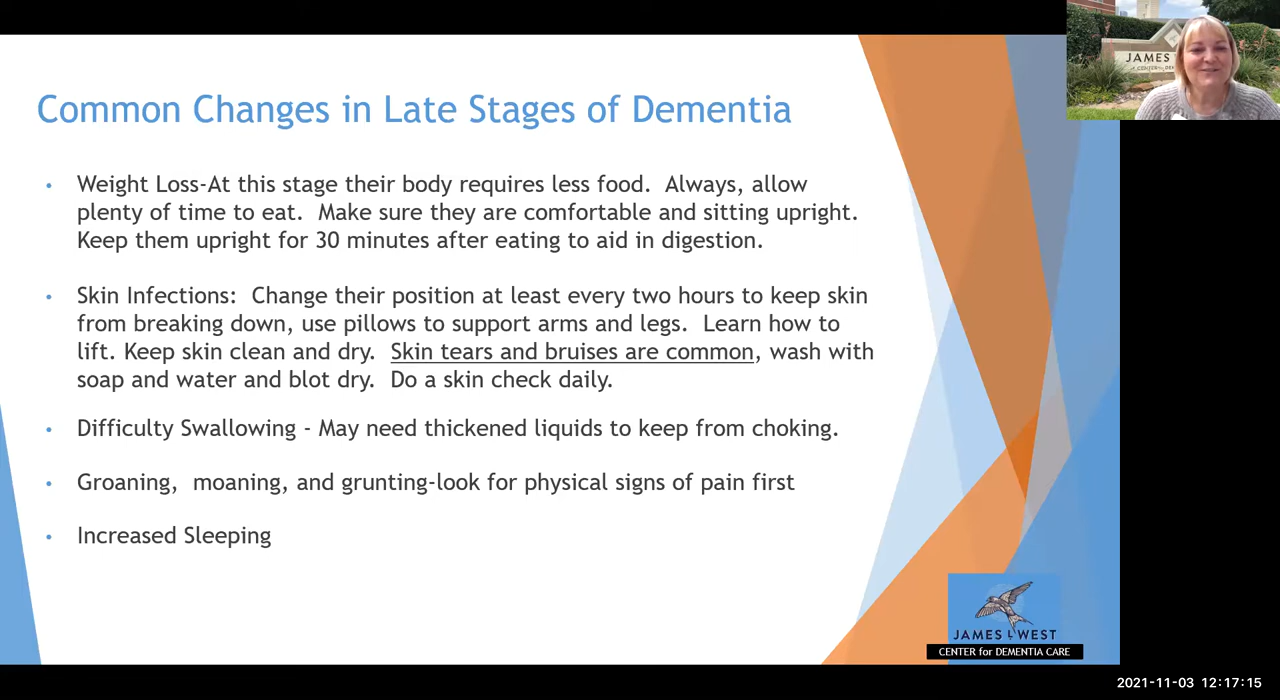 Common Changes in Late Stages of Dementia
• Weight Loss-At this stage their body requires less food.  Always, allow
plenty of time to eat.  Make sure they are comfortable and sitting upright.
Keep them upright for 30 minutes after eating to aid in digestion.
• Skin Infections:  Change their position at least every two hours to keep skin
from breaking down, use pillows to support arms and legs.  Learn how to
lift. Keep skin clean and dry.  Skin tears and bruises are common, wash with
soap and water and blot dry.  Do a skin check daily.
• Difficulty Swallowing - May need thickened liquids to keep from choking.
• Groaning,  moaning, and grunting-look for physical signs of pain first
• Increased Sleeping
JAMES
JAMES L WEST
CENTER for DEMENTIA CARE
2021-11-03 12:17:15